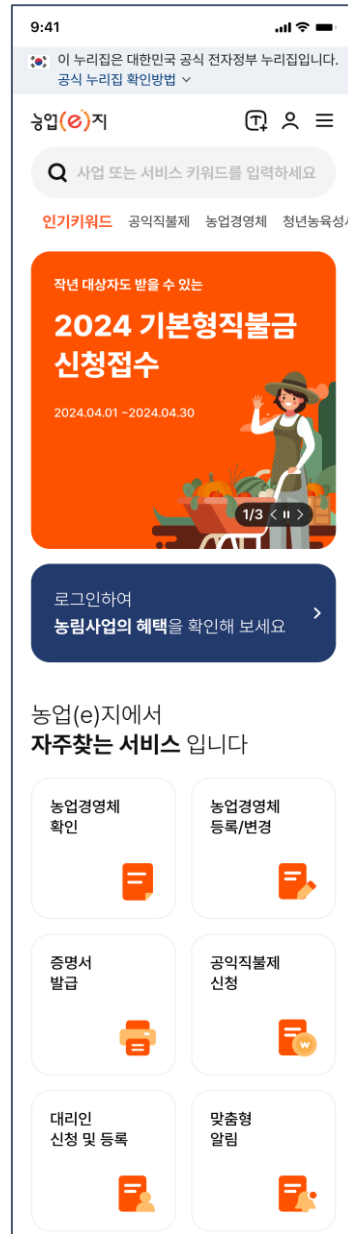 9:41
이 누리집은 대한민국 공식 전자정부 누리집입니다.
공식 누리집 확인방법
농업(e)지
사업 또는 서비스 키워드를 입력하세요
인기키워드 공익직불제 농업경영체 청년농육성
작년 대상자도 받을 수 있는
2024 기본형직불금
신청접수
2024.04.01 ~2024.04.30
1/3
로그인하여
농림사업의 혜택을 확인해 보세요
농업(e)지에서
자주찾는 서비스 입니다
농업경영체
확인
농업경영체
등록/변경
증명서
발급
공익직불제
신청
대리인
신청 및 등록
맞춤형
알림